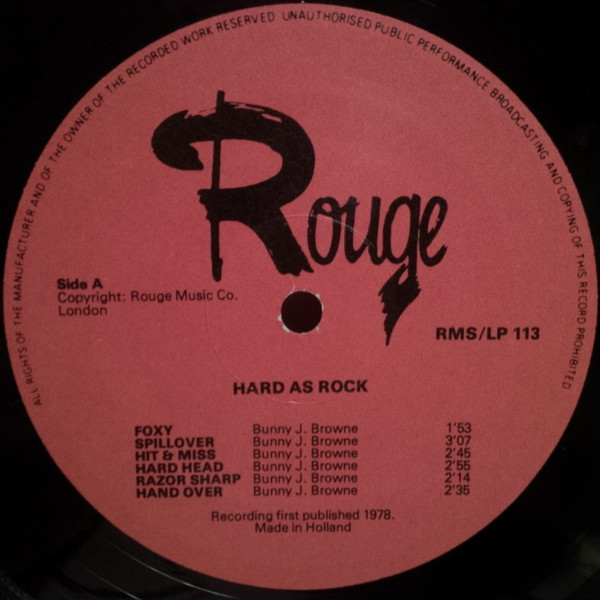 ALL RIGHTS OF THE MANUFACTURER AND OF THE OWNER OF THE RECORDED WORK RESERVED. UNAUTHORISED PUBLIC PERFORMANCE BROADCASTING AND COPYING OF THIS RECORD PROHIBITED
Rouge
Side A
Copyright: Rouge Music Co.
London
RMS/LP 113
HARD AS ROCK
FOXY Bunny J. Browne 1'53
SPILLOVER Bunny J. Browne 3'07
HIT & MISS Bunny J. Browne 2'45
HARD HEAD Bunny J. Browne 2'55
RAZOR SHARP Bunny J. Browne 2'14
HAND OVER Bunny J. Browne 2'35
Recording first published 1978.
Made in Holland